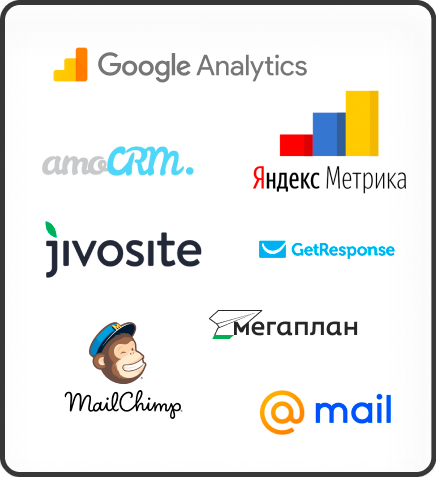 Google Analytics
amoCRM.
Яндекс Метрика
jivosite
GetResponse
мегаплан
MailChimp
@mail